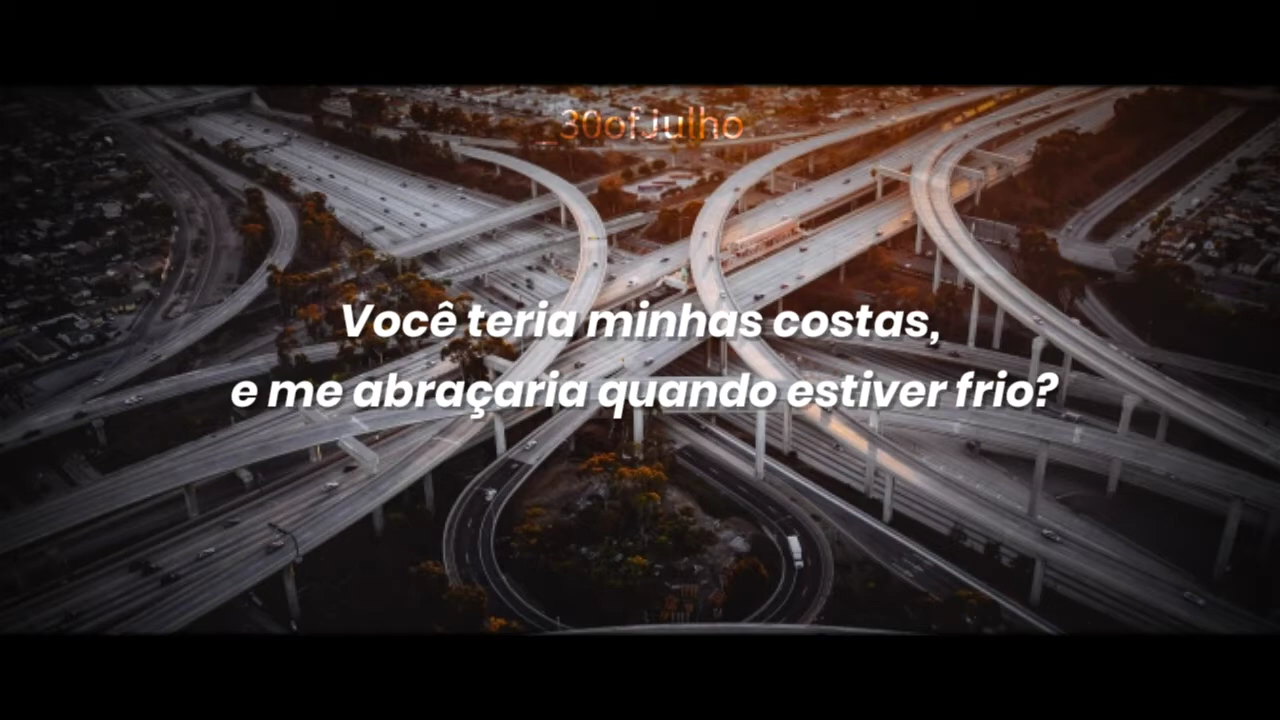 30ofJulho
Você teria minhas costas,
e me abraçaria quando estiver frio?